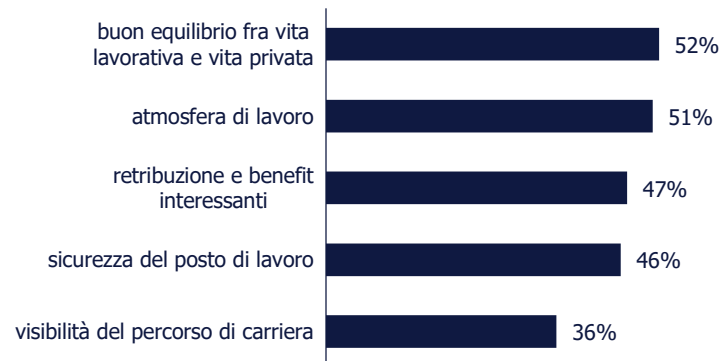 buon equilibrio fra vita
lavorativa e vita privata
52%
atmosfera di lavoro
51%
retribuzione e benefit
interessanti
47%
sicurezza del posto di lavoro
46%
visibilità del percorso di carriera
36%